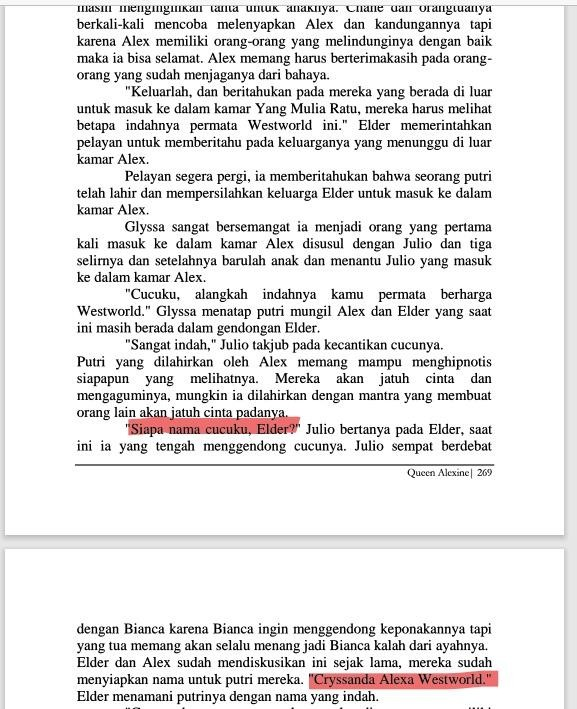 masih menginginkan tahta untuk anaknya. Chane dan orangtuanya
berkali-kali mencoba melenyapkan Alex dan kandungannya tapi
karena Alex memiliki orang-orang yang melindunginya dengan baik
maka ia bisa selamat. Alex memang harus berterimakasih pada orang-
orang yang sudah menjaganya dari bahaya.
"Keluarlah, dan beritahukan pada mereka yang berada di luar
untuk masuk ke dalam kamar Yang Mulia Ratu, mereka harus melihat
betapa indahnya permata Westworld ini." Elder memerintahkan
pelayan untuk memberitahu pada keluarganya yang menunggu di luar
kamar Alex.
Pelayan segera pergi, ia memberitahukan bahwa seorang putri
telah lahir dan mempersilahkan keluarga Elder untuk masuk ke dalam
kamar Alex.
Glyssa sangat bersemangat ia menjadi orang yang pertama
kali masuk ke dalam kamar Alex disusul dengan Julio dan tiga
selirnya dan setelahnya barulah anak dan menantu Julio yang masuk
ke dalam kamar Alex.
"Cucuku, alangkah indahnya kamu permata berharga
Westworld." Glyssa menatap putri mungil Alex dan Elder yang saat
ini masih berada dalam gendongan Elder.
"Sangat indah," Julio takjub pada kecantikan cucunya.
Putri yang dilahirkan oleh Alex memang mampu menghipnotis
siapapun yang melihatnya. Mereka akan jatuh cinta dan
mengaguminya, mungkin ia dilahirkan dengan mantra yang membuat
orang lain akan jatuh cinta padanya.
"Siapa nama cucuku, Elder?" Julio bertanya pada Elder, saat
ini ia yang tengah menggendong cucunya. Julio sempat berdebat
Queen Alexine| 269
dengan Bianca karena Bianca ingin menggendong keponakannya tapi
yang tua memang akan selalu menang jadi Bianca kalah dari ayahnya.
Elder dan Alex sudah mendiskusikan ini sejak lama, mereka sudah
menyiapkan nama untuk putri mereka. "Cryssanda Alexa Westworld."
Elder menamani putrinya dengan nama yang indah.